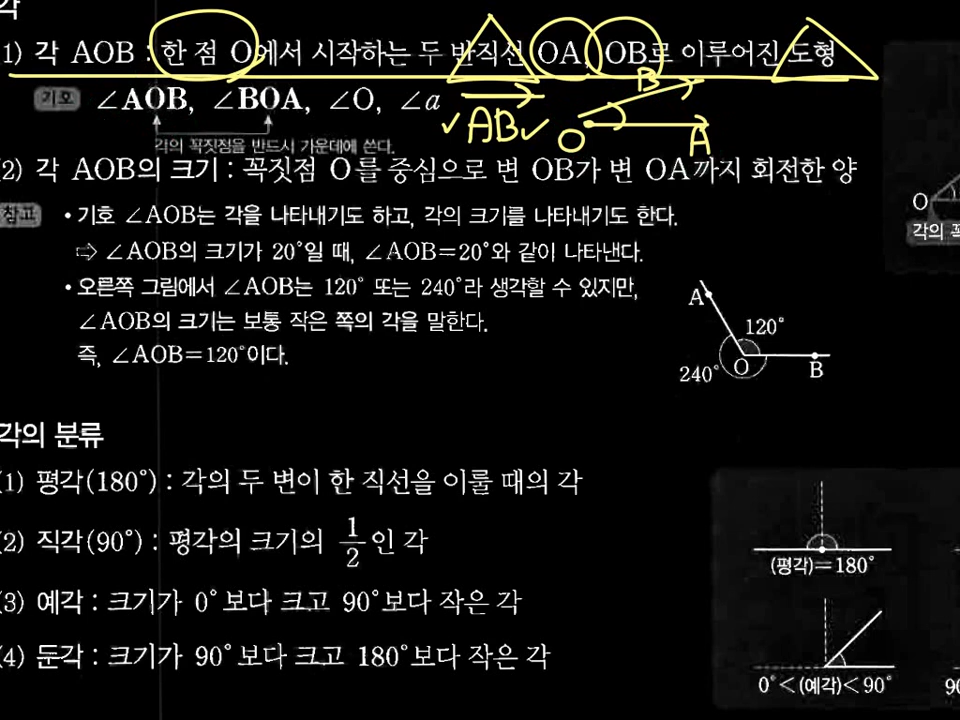 각
1) 각 AOB : 한 점 O에서 시작하는 두 반직선 OA, OB로 이루어진 도형
기호 ∠AOB, ∠BOA, ∠O, ∠a
AB
O B A
각의 꼭짓점을 반드시 가운데에 쓴다.
(2) 각 AOB의 크기 : 꼭짓점 O를 중심으로 변 OB가 변 OA까지 회전한 양
참고 • 기호 ∠AOB는 각을 나타내기도 하고, 각의 크기를 나타내기도 한다.
⇨ ∠AOB의 크기가 20°일 때, ∠AOB=20°와 같이 나타낸다.
• 오른쪽 그림에서 ∠AOB는 120° 또는 240°라 생각할 수 있지만,
∠AOB의 크기는 보통 작은 쪽의 각을 말한다.
즉, ∠AOB=120°이다.
A
120°
240° O B
O
각의 꼭
각의 분류
(1) 평각(180°) : 각의 두 변이 한 직선을 이룰 때의 각
(2) 직각(90°) : 평각의 크기의 1/2인 각
(3) 예각 : 크기가 0°보다 크고 90°보다 작은 각
(4) 둔각 : 크기가 90°보다 크고 180°보다 작은 각
(평각)=180°
0°<(예각)<90°
90